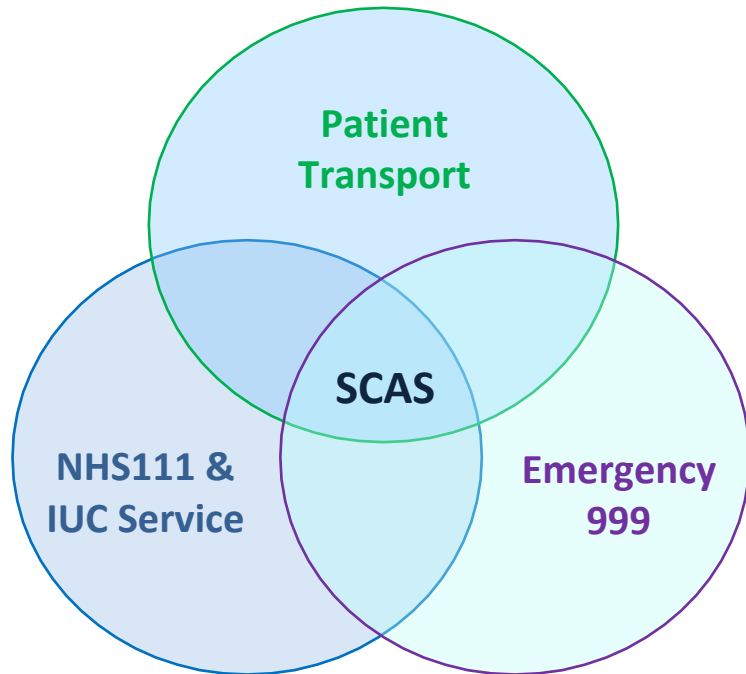 Patient
Transport
SCAS
NHS111 &
IUC Service
Emergency
999